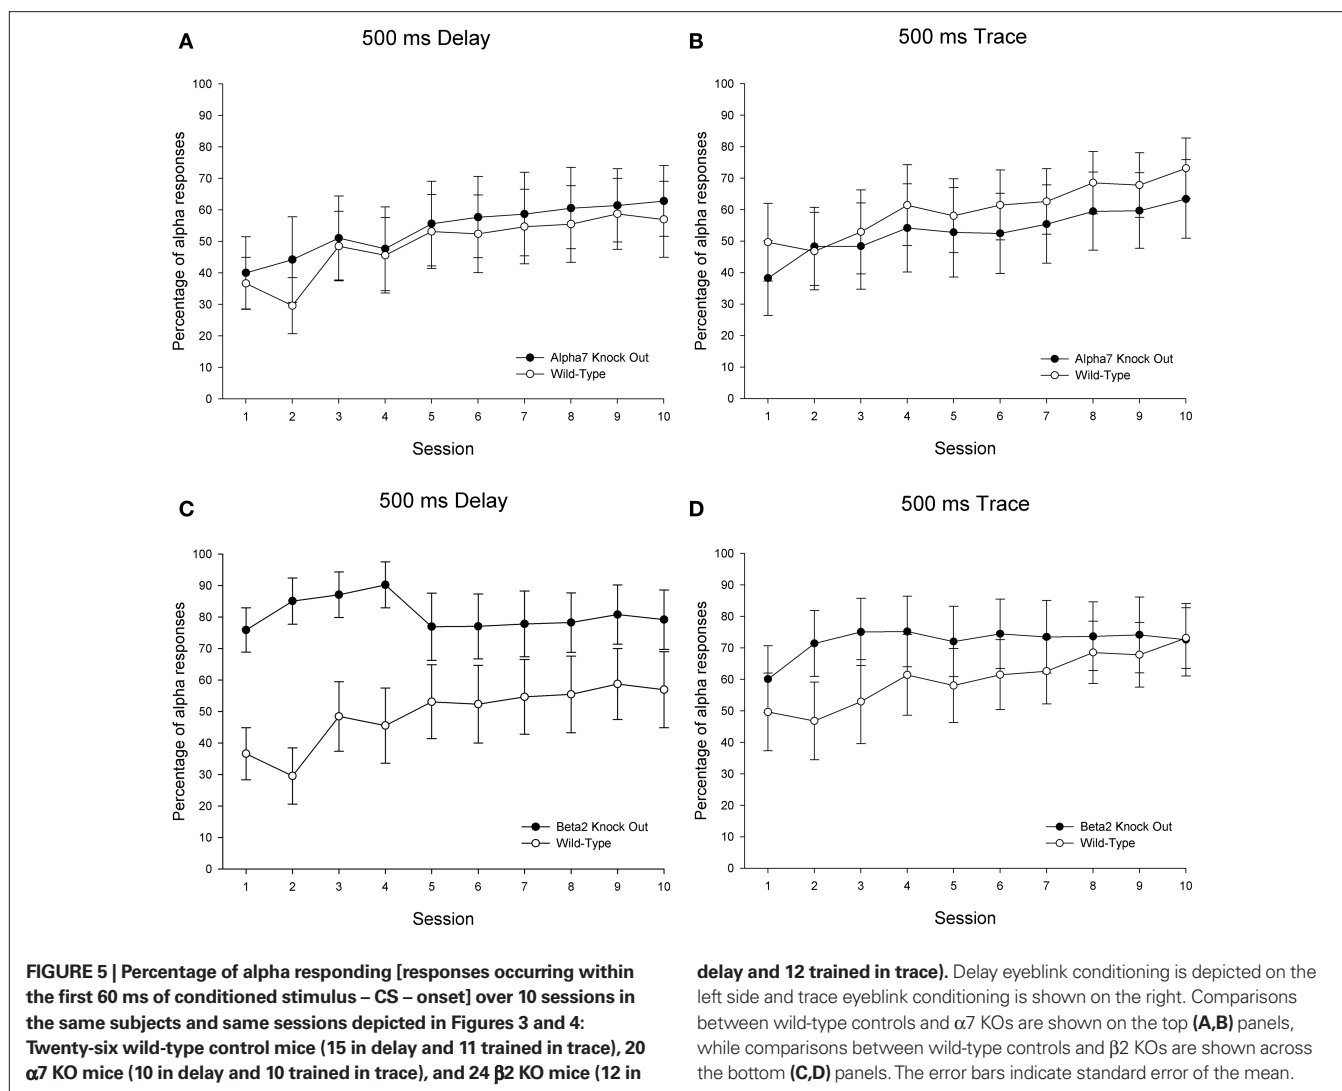 A
500 ms Delay
Percentage of alpha responses
100
90
80
70
60
50
40
30
20
10
0
Alpha7 Knock Out
Wild-Type
1 2 3 4 5 6 7 8 9 10
Session
B
500 ms Trace
Percentage of alpha responses
100
90
80
70
60
50
40
30
20
10
0
Alpha7 Knock Out
Wild-Type
1 2 3 4 5 6 7 8 9 10
Session
C
500 ms Delay
Percentage of alpha responses
100
90
80
70
60
50
40
30
20
10
0
Beta2 Knock Out
Wild-Type
1 2 3 4 5 6 7 8 9 10
Session
D
500 ms Trace
Percentage of alpha responses
100
90
80
70
60
50
40
30
20
10
0
Beta2 Knock Out
Wild-Type
1 2 3 4 5 6 7 8 9 10
Session
FIGURE 5 | Percentage of alpha responding [responses occurring within
the first 60 ms of conditioned stimulus – CS – onset] over 10 sessions in
the same subjects and same sessions depicted in Figures 3 and 4:
Twenty-six wild-type control mice (15 in delay and 11 trained in trace), 20
α7 KO mice (10 in delay and 10 trained in trace), and 24 β2 KO mice (12 in
delay and 12 trained in trace). Delay eyeblink conditioning is depicted on the
left side and trace eyeblink conditioning is shown on the right. Comparisons
between wild-type controls and α7 KOs are shown on the top (A,B) panels,
while comparisons between wild-type controls and β2 KOs are shown across
the bottom (C,D) panels. The error bars indicate standard error of the mean.